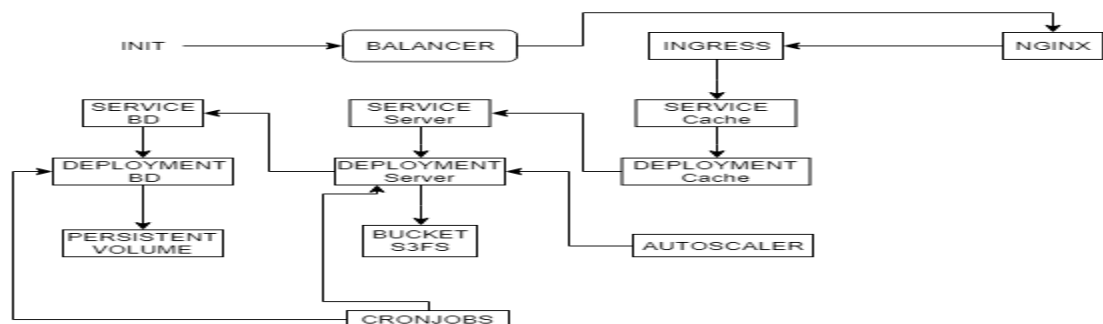 INIT
BALANCER
INGRESS
NGINX
SERVICE
BD
SERVICE
Server
SERVICE
Cache
DEPLOYMENT
BD
DEPLOYMENT
Server
DEPLOYMENT
Cache
PERSISTENT
VOLUME
BUCKET
S3FS
AUTOSCALER
CRONJOBS